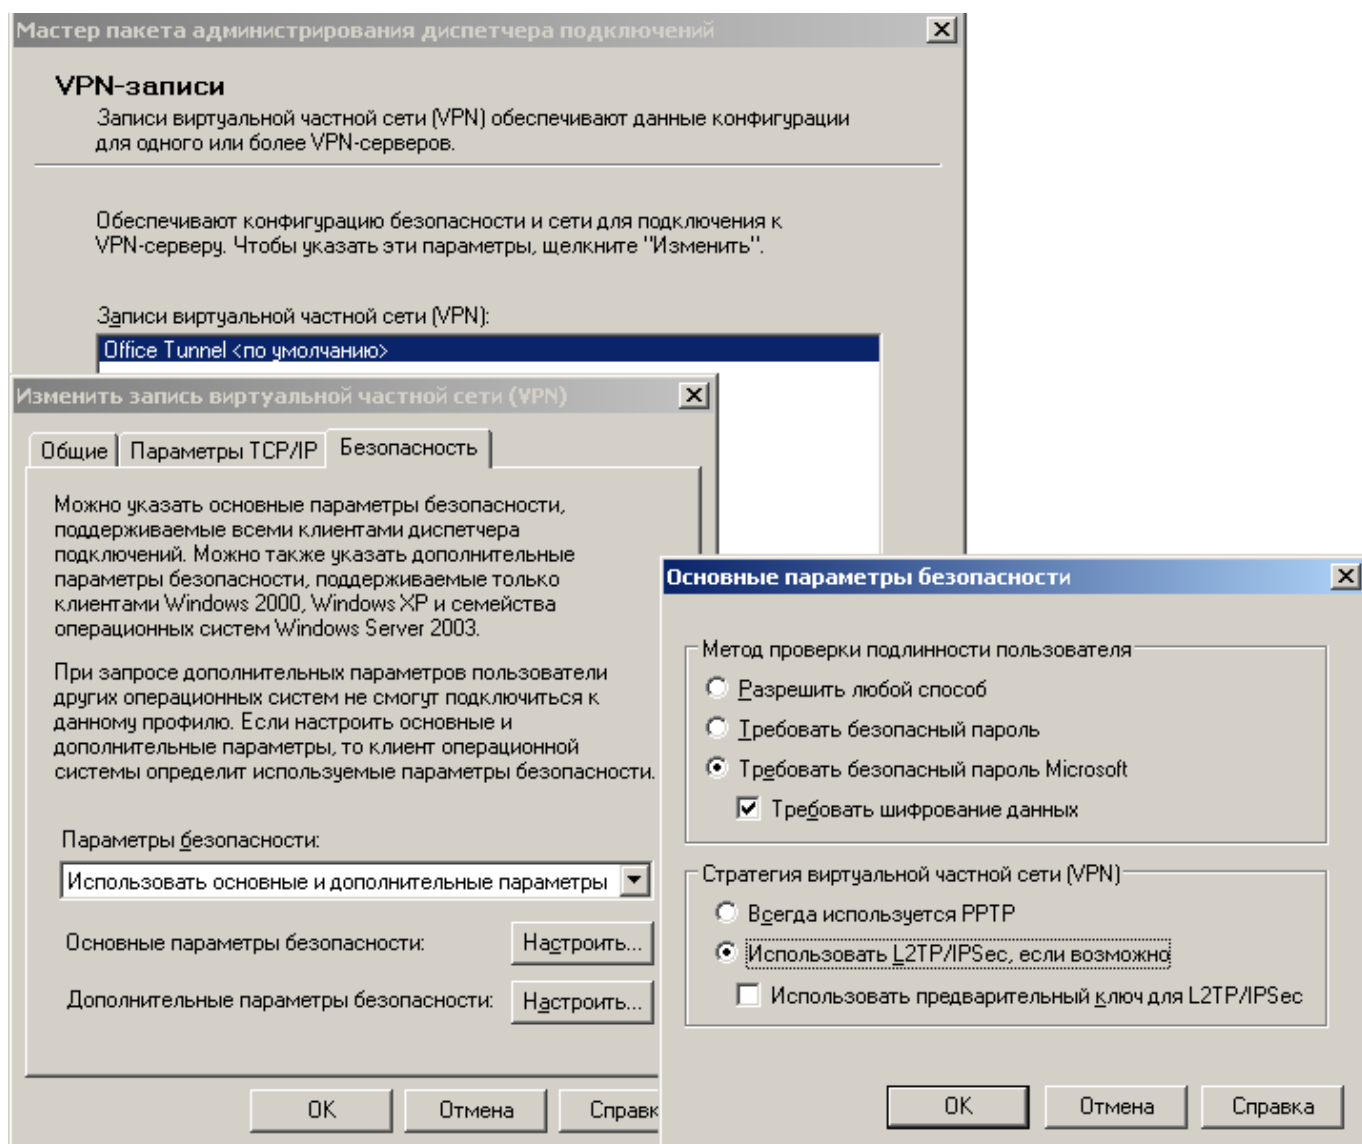 Мастер пакета администрирования диспетчера подключений
VPN-записи
Записи виртуальной частной сети (VPN) обеспечивают данные конфигурации
для одного или более VPN-серверов.
Обеспечивают конфигурацию безопасности и сети для подключения к
VPN-серверу. Чтобы указать эти параметры, щелкните "Изменить".
Записи виртуальной частной сети (VPN):
Office Tunnel <по умолчанию>
Изменить запись виртуальной частной сети (VPN)
Общие
Параметры TCP/IP
Безопасность
Можно указать основные параметры безопасности,
поддерживаемые всеми клиентами диспетчера
подключений. Можно также указать дополнительные
параметры безопасности, поддерживаемые только
клиентами Windows 2000, Windows XP и семейства
операционных систем Windows Server 2003.
При запросе дополнительных параметров пользователи
других операционных систем не смогут подключиться к
данному профилю. Если настроить основные и
дополнительные параметры, то клиент операционной
системы определит используемые параметры безопасности.
Параметры безопасности:
Использовать основные и дополнительные параметры
Основные параметры безопасности:
Настроить...
Дополнительные параметры безопасности:
Настроить...
OK
Отмена
Справк
Основные параметры безопасности
Метод проверки подлинности пользователя
Разрешить любой способ
Требовать безопасный пароль
Требовать безопасный пароль Microsoft
Требовать шифрование данных
Стратегия виртуальной частной сети (VPN)
Всегда используется PPTP
Использовать L2TP/IPSec, если возможно
Использовать предварительный ключ для L2TP/IPSec
OK
Отмена
Справка